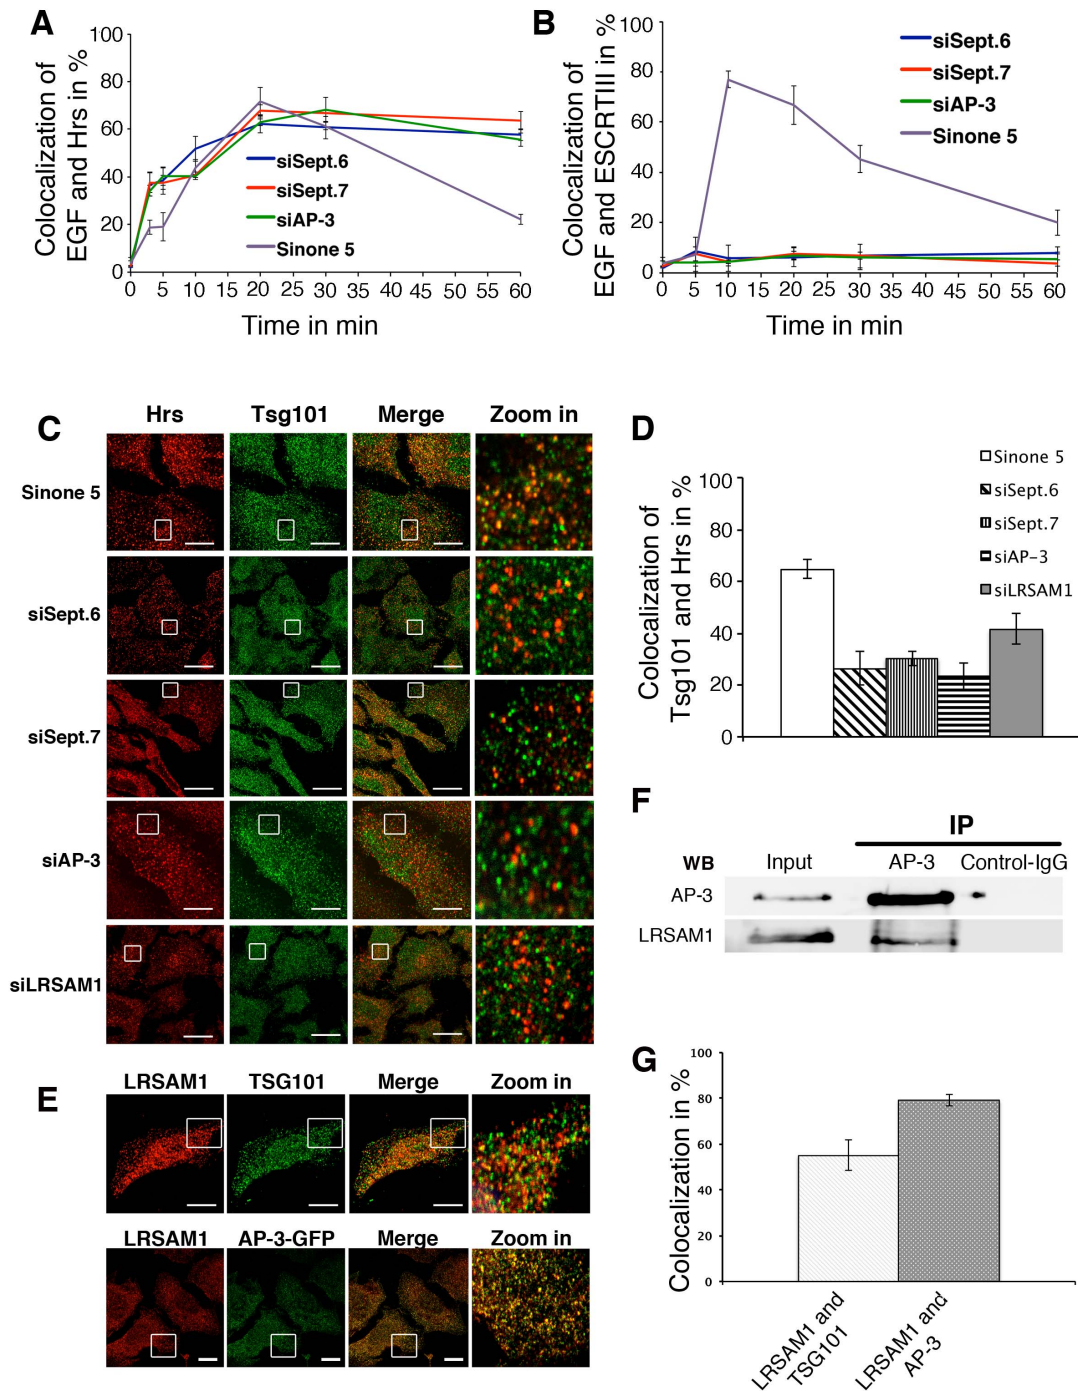 A
Colocalization of
EGF and Hrs in %
100
80
60
40
20
0
siSept.6
siSept.7
siAP-3
Sinone 5
0 5 10 15 20 25 30 35 40 45 50 55 60
Time in min
B
Colocalization of
EGF and ESCRTIII in %
100
80
60
40
20
0
siSept.6
siSept.7
siAP-3
Sinone 5
0 5 10 15 20 25 30 35 40 45 50 55 60
Time in min
C
Hrs Tsg101 Merge Zoom in
Sinone 5
siSept.6
siSept.7
siAP-3
siLRSAM1
D
Colocalization of
Tsg101 and Hrs in %
100
80
60
40
20
0
Sinone 5
siSept.6
siSept.7
siAP-3
siLRSAM1
E
LRSAM1 TSG101 Merge Zoom in
LRSAM1 AP-3-GFP Merge Zoom in
F
IP
WB Input AP-3 Control-IgG
AP-3
LRSAM1
G
Colocalization in %
100
80
60
40
20
0
LRSAM1 and
TSG101
LRSAM1 and
AP-3